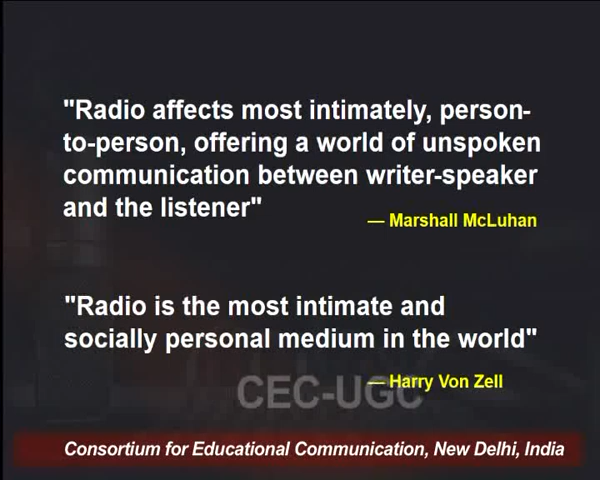 "Radio affects most intimately, person-
to-person, offering a world of unspoken
communication between writer-speaker
and the listener"
— Marshall McLuhan
"Radio is the most intimate and
socially personal medium in the world"
— Harry Von Zell
CEC-UGC
Consortium for Educational Communication, New Delhi, India